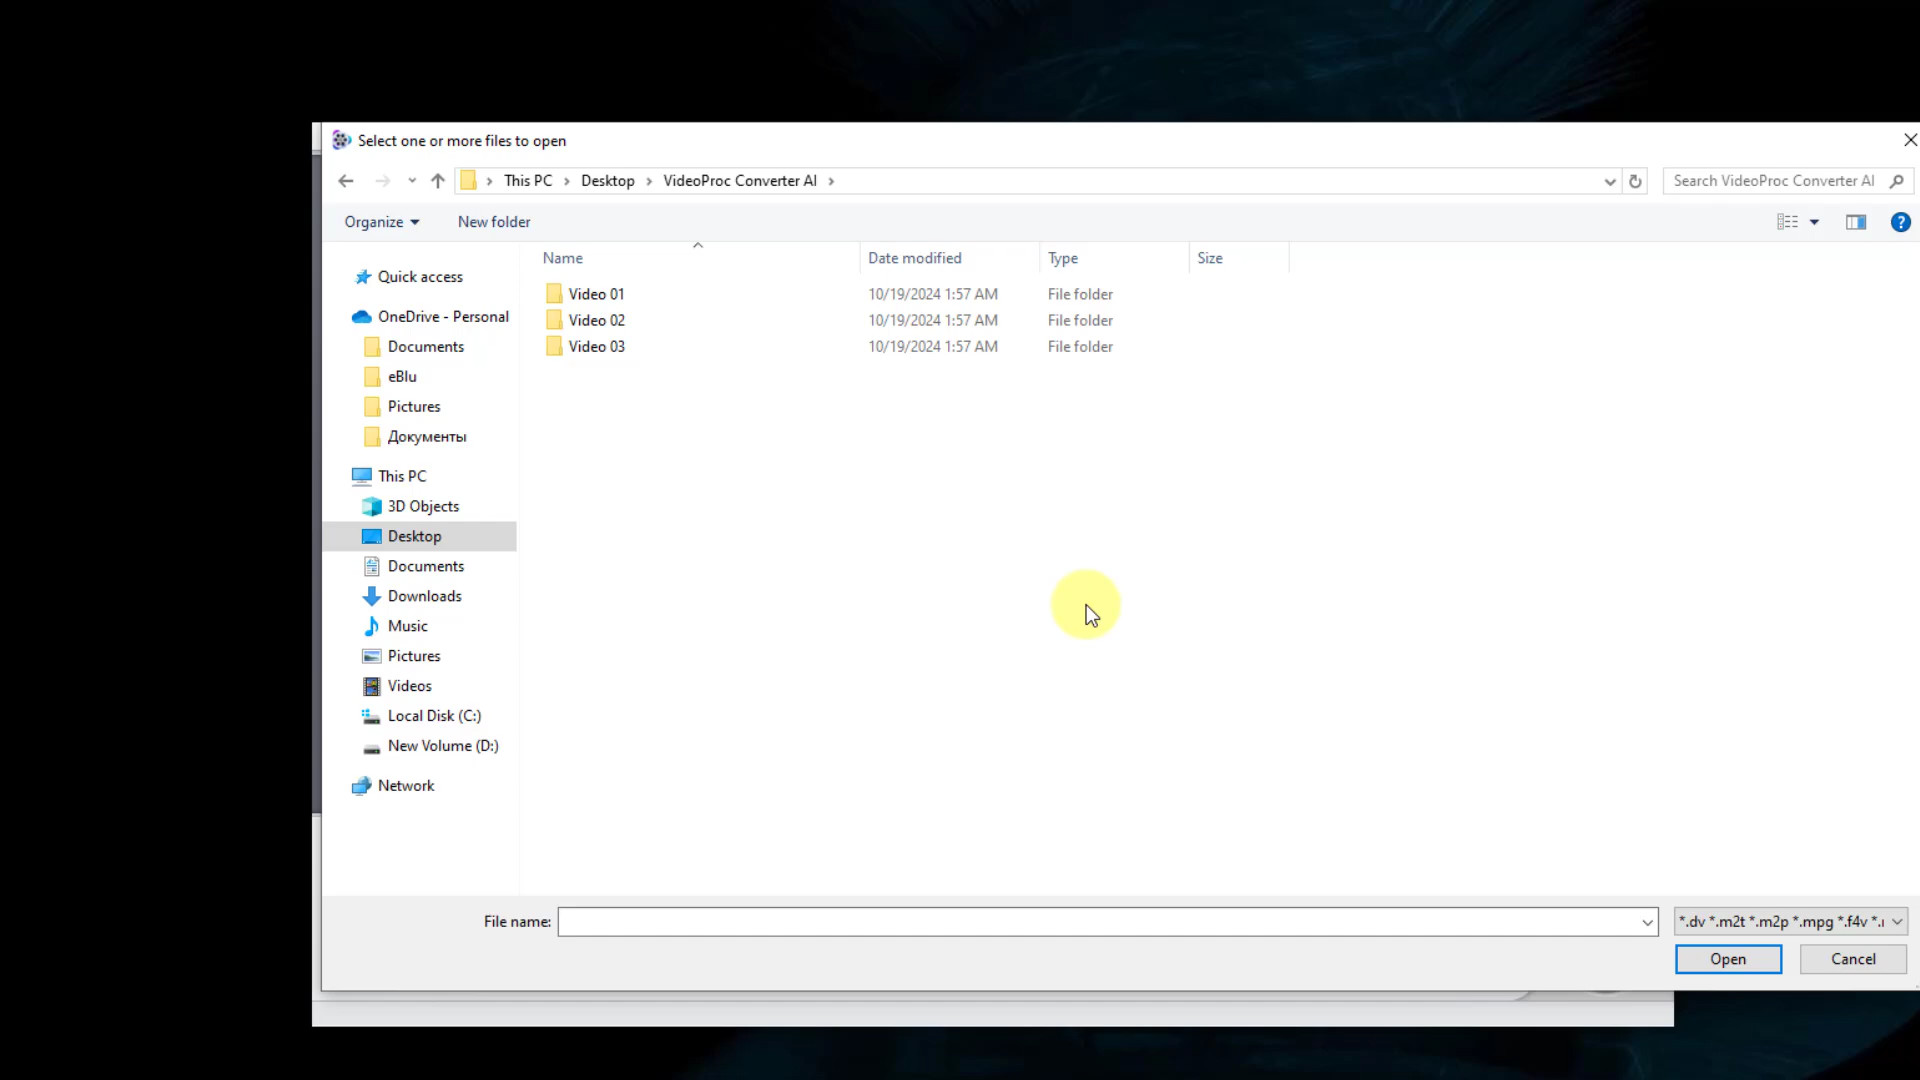 Select one or more files to open
This PC Desktop VideoProc Converter AI Search VideoProc Converter AI
Organize New folder
Name Date modified Type Size
Quick access
OneDrive - Personal
Documents
eBlu
Pictures
Документы
This PC
3D Objects
Desktop
Documents
Downloads
Music
Pictures
Videos
Local Disk (C:)
New Volume (D:)
Network
Video 01 10/19/2024 1:57 AM File folder
Video 02 10/19/2024 1:57 AM File folder
Video 03 10/19/2024 1:57 AM File folder
File name: *.dv *.m2t *.m2p *.mpg *.f4v
Open Cancel